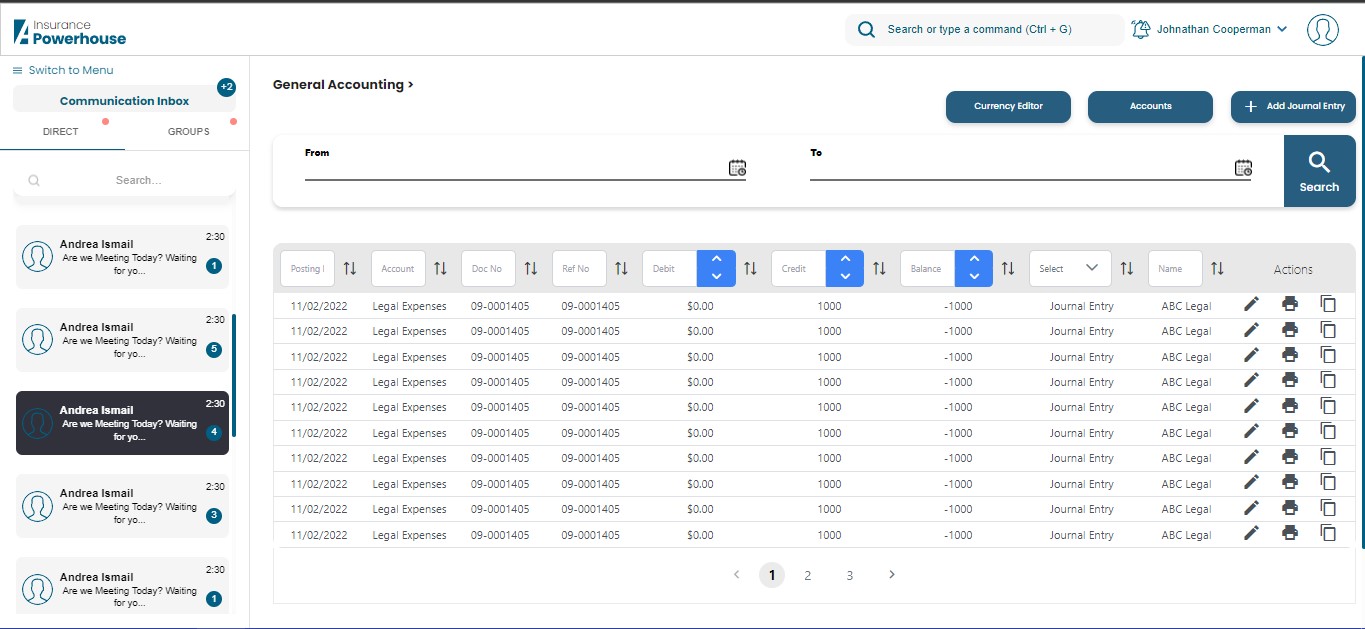 Insurance
Powerhouse
Search or type a command (Ctrl + G)
Johnathan Cooperman
Switch to Menu
Communication Inbox
+2
DIRECT
GROUPS
Search...
Andrea Ismail
2:30
Are we Meeting Today? Waiting
for yo...
1
Andrea Ismail
2:30
Are we Meeting Today? Waiting
for yo...
5
Andrea Ismail
2:30
Are we Meeting Today? Waiting
for yo...
4
Andrea Ismail
2:30
Are we Meeting Today? Waiting
for yo...
3
Andrea Ismail
2:30
Are we Meeting Today? Waiting
for yo...
1
General Accounting >
Currency Editor
Accounts
+ Add Journal Entry
From
To
Search
Posting Account Doc No Ref No Debit Credit Balance Select Name Actions
11/02/2022 Legal Expenses 09-0001405 09-0001405 $0.00 1000 -1000 Journal Entry ABC Legal
11/02/2022 Legal Expenses 09-0001405 09-0001405 $0.00 1000 -1000 Journal Entry ABC Legal
11/02/2022 Legal Expenses 09-0001405 09-0001405 $0.00 1000 -1000 Journal Entry ABC Legal
11/02/2022 Legal Expenses 09-0001405 09-0001405 $0.00 1000 -1000 Journal Entry ABC Legal
11/02/2022 Legal Expenses 09-0001405 09-0001405 $0.00 1000 -1000 Journal Entry ABC Legal
11/02/2022 Legal Expenses 09-0001405 09-0001405 $0.00 1000 -1000 Journal Entry ABC Legal
11/02/2022 Legal Expenses 09-0001405 09-0001405 $0.00 1000 -1000 Journal Entry ABC Legal
11/02/2022 Legal Expenses 09-0001405 09-0001405 $0.00 1000 -1000 Journal Entry ABC Legal
11/02/2022 Legal Expenses 09-0001405 09-0001405 $0.00 1000 -1000 Journal Entry ABC Legal
11/02/2022 Legal Expenses 09-0001405 09-0001405 $0.00 1000 -1000 Journal Entry ABC Legal
< 1 2 3 >